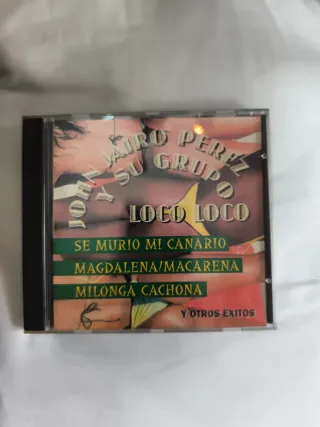 JOHN JAIRO PEREZ
Y SU GRUPO
LOCO LOCO
SE MURIO MI CANARIO
MAGDALENA/MACARENA
MILONGA CACHONA
Y OTROS EXITOS